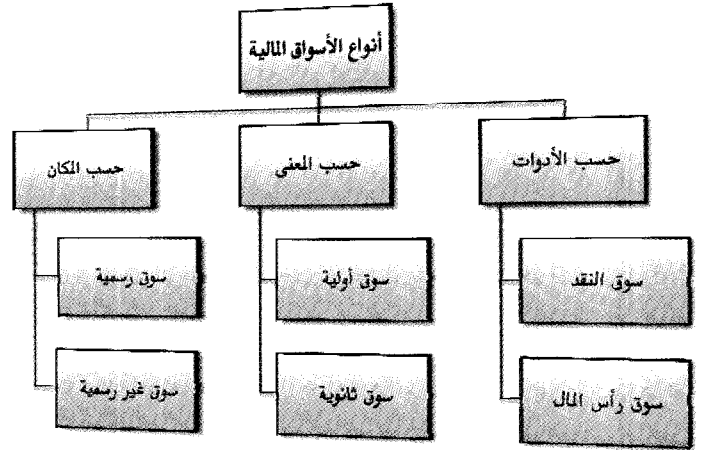 أنواع الأسواق المالية
حسب الأدوات
حسب المعنى
حسب المكان
سوق النقد
سوق أولية
سوق رسمية
سوق رأس المال
سوق ثانوية
سوق غير رسمية